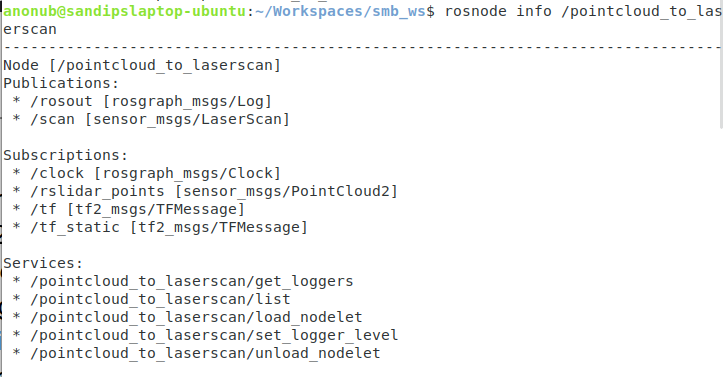 anonub@sandipslaptop-ubuntu:~/Workspaces/smb_ws$ rosnode info /pointcloud_to_las
erscan
--------------------------------------------------------------------------------
Node [/pointcloud_to_laserscan]
Publications:
 * /rosout [rosgraph_msgs/Log]
 * /scan [sensor_msgs/LaserScan]

Subscriptions:
 * /clock [rosgraph_msgs/Clock]
 * /rslidar_points [sensor_msgs/PointCloud2]
 * /tf [tf2_msgs/TFMessage]
 * /tf_static [tf2_msgs/TFMessage]

Services:
 * /pointcloud_to_laserscan/get_loggers
 * /pointcloud_to_laserscan/list
 * /pointcloud_to_laserscan/load_nodelet
 * /pointcloud_to_laserscan/set_logger_level
 * /pointcloud_to_laserscan/unload_nodelet